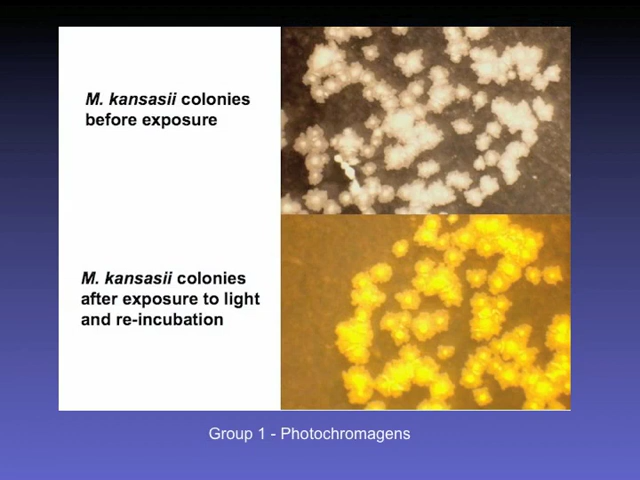 M. kansasii colonies
before exposure
M. kansasii colonies
after exposure to light
and re-incubation
Group 1 - Photochromagens